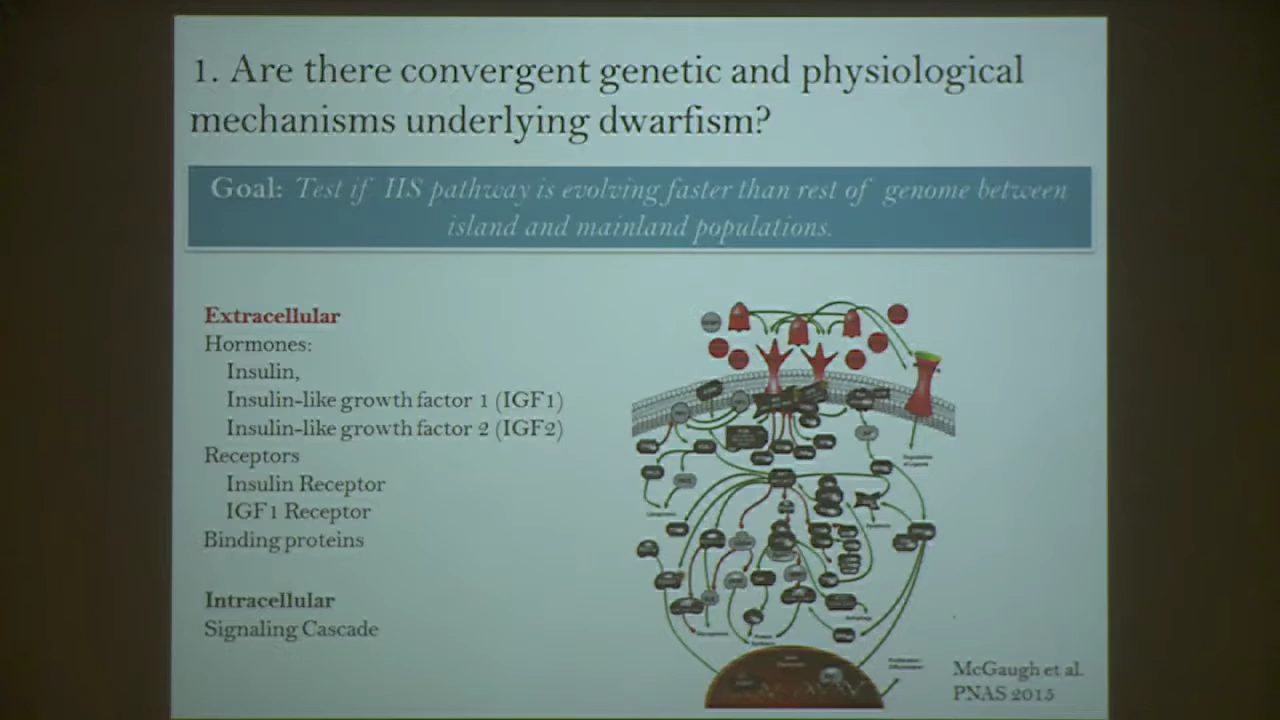 1. Are there convergent genetic and physiological
mechanisms underlying dwarfism?
Goal: Test if IIS pathway is evolving faster than rest of genome between
island and mainland populations.
Extracellular
Hormones:
Insulin,
Insulin-like growth factor 1 (IGF1)
Insulin-like growth factor 2 (IGF2)
Receptors
Insulin Receptor
IGF1 Receptor
Binding proteins
Intracellular
Signaling Cascade
McGaugh et al.
PNAS 2015